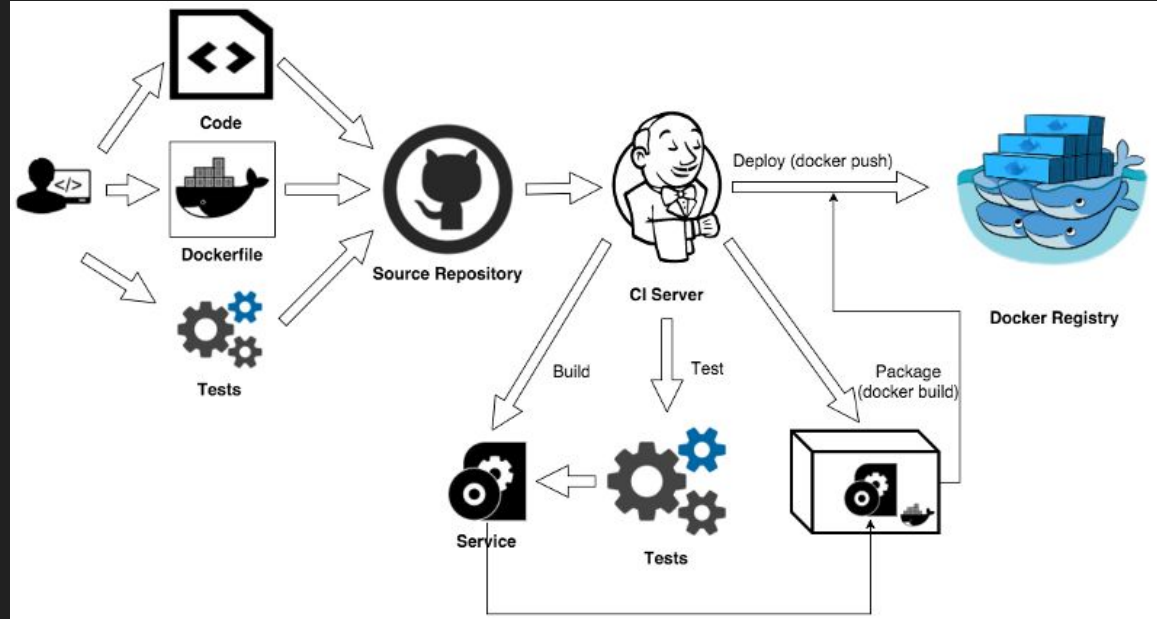 Code
Dockerfile
Tests
Source Repository
CI Server
Deploy (docker push)
Docker Registry
Build
Test
Package
(docker build)
Service
Tests